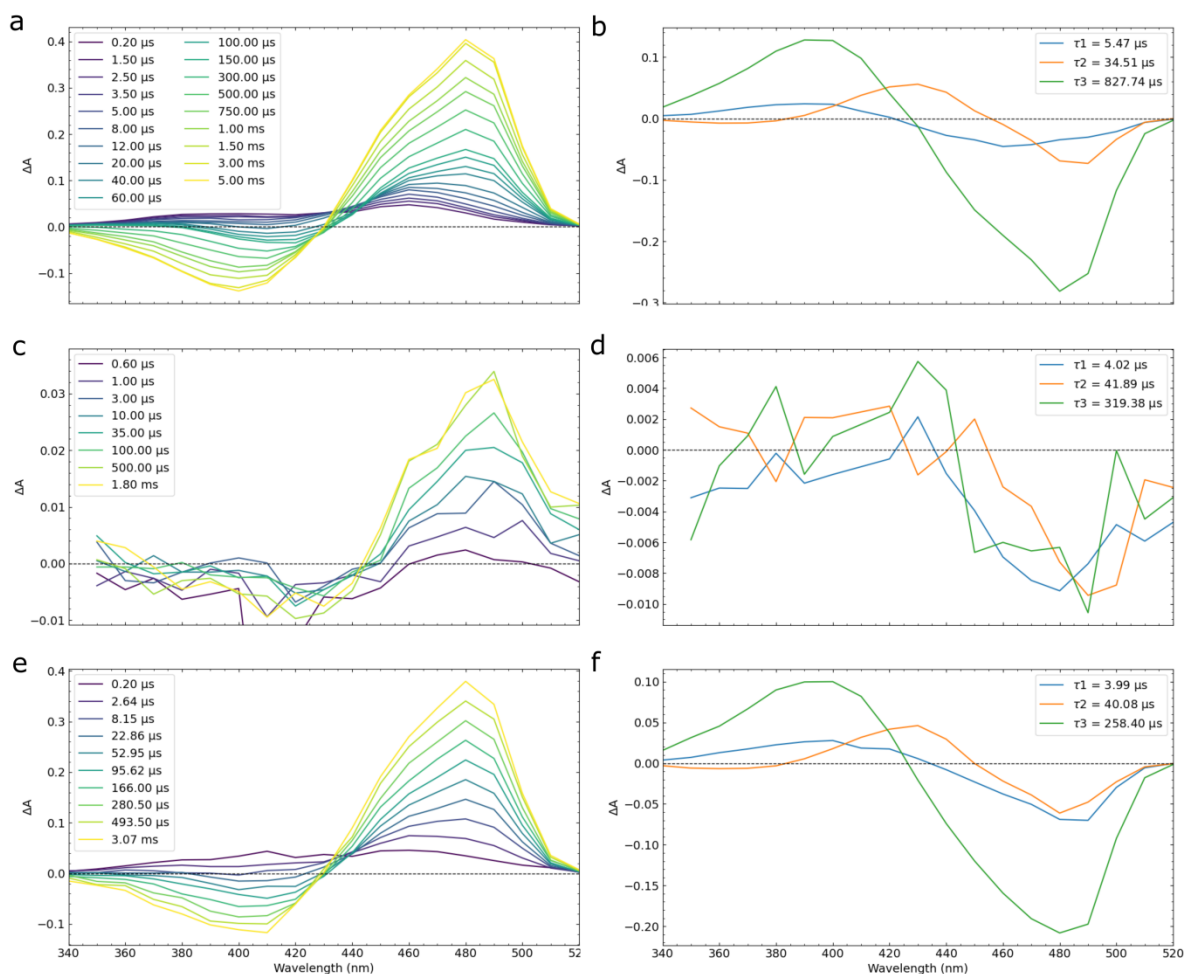 a
0.20 μs
1.50 μs
2.50 μs
3.50 μs
5.00 μs
8.00 μs
12.00 μs
20.00 μs
40.00 μs
60.00 μs
100.00 μs
150.00 μs
300.00 μs
500.00 μs
750.00 μs
1.00 ms
1.50 ms
3.00 ms
5.00 ms
0.4
0.3
0.2
0.1
0.0
−0.1
ΔA
b
τ1 = 5.47 μs
τ2 = 34.51 μs
τ3 = 827.74 μs
0.1
0.0
−0.1
−0.2
−0.3
ΔA
c
0.60 μs
1.00 μs
3.00 μs
10.00 μs
35.00 μs
100.00 μs
500.00 μs
1.80 ms
0.03
0.02
0.01
0.00
−0.01
ΔA
d
τ1 = 4.02 μs
τ2 = 41.89 μs
τ3 = 319.38 μs
0.006
0.004
0.002
0.000
−0.002
−0.004
−0.006
−0.008
−0.010
ΔA
e
0.20 μs
2.64 μs
8.15 μs
22.86 μs
52.95 μs
95.62 μs
166.00 μs
280.50 μs
493.50 μs
3.07 ms
0.4
0.3
0.2
0.1
0.0
−0.1
ΔA
340 360 380 400 420 440 460 480 500 520
Wavelength (nm)
f
τ1 = 3.99 μs
τ2 = 40.08 μs
τ3 = 258.40 μs
0.10
0.05
0.00
−0.05
−0.10
−0.15
−0.20
ΔA
340 360 380 400 420 440 460 480 500 520
Wavelength (nm)